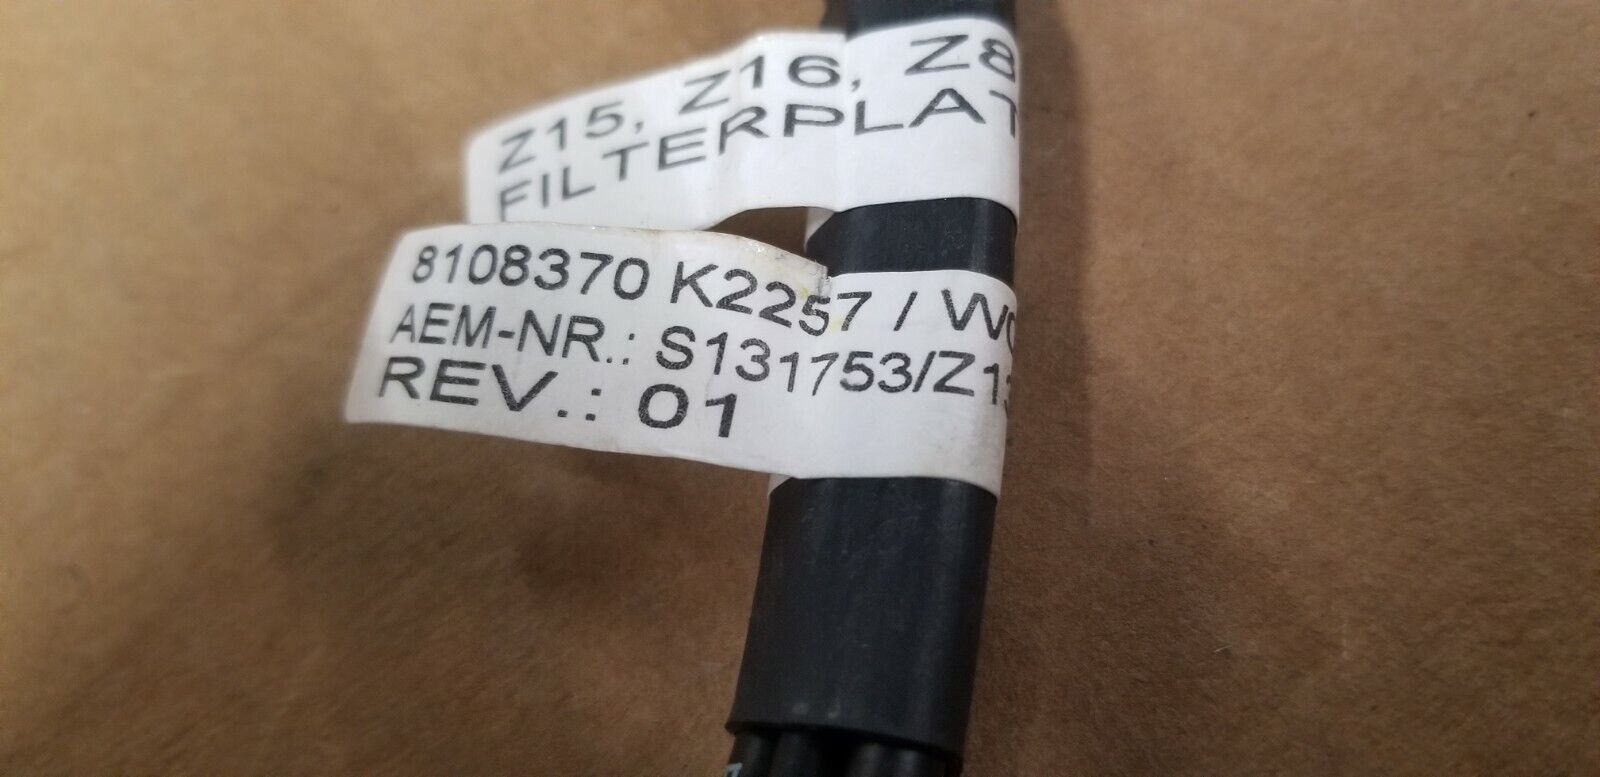 Z15, Z16, Z8
FILTERPLAT
8108370 K2257 / W
AEM-NR.: S131753/Z1
REV.: 01